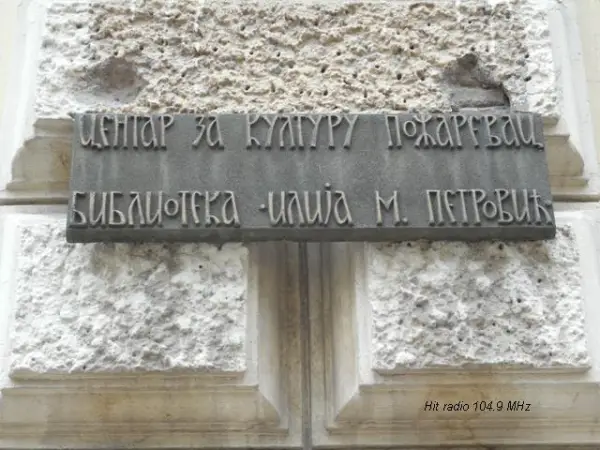 ЦЕНТАР ЗА КУЛТУРУ ПОЖАРЕВАЦ
БИБЛИОТЕКА ·ИЛИЈА М. ПЕТРОВИЋ·
Hit radio 104.9 MHz